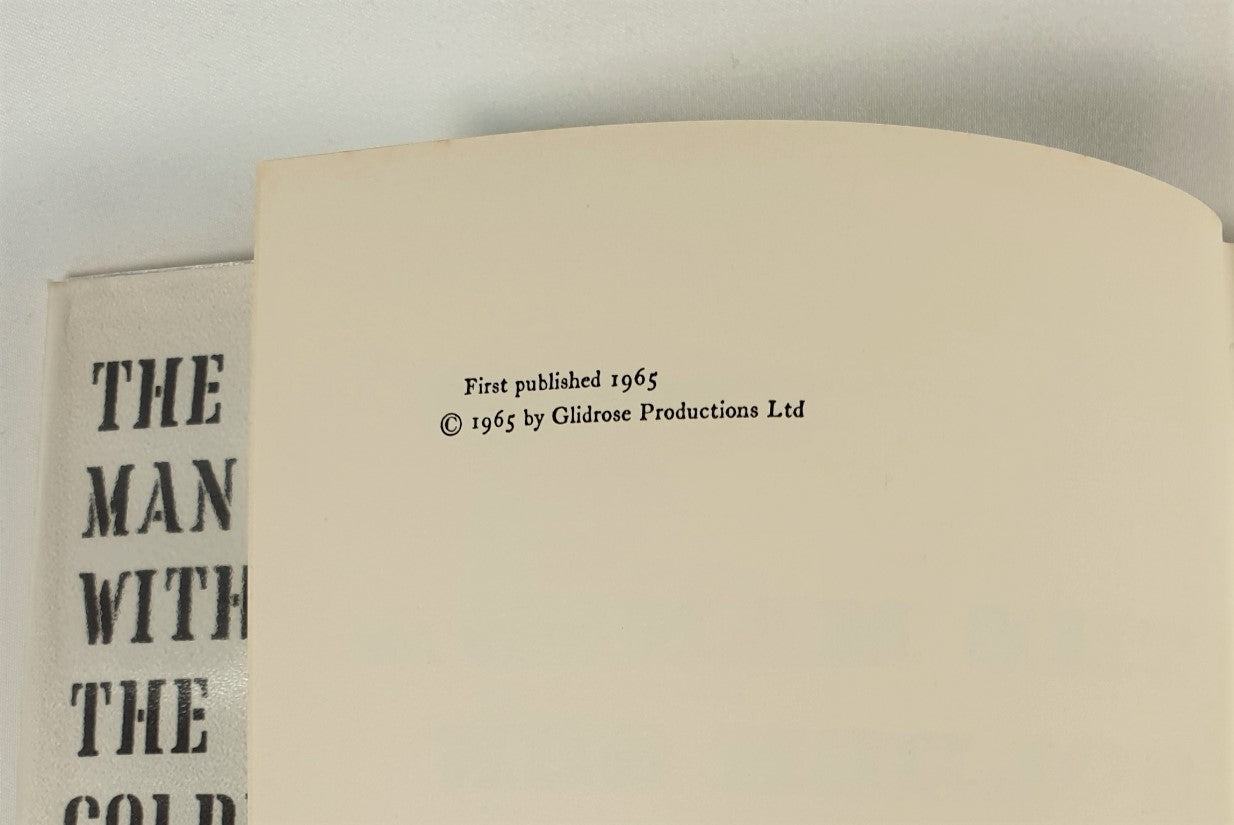 THE
MAN
WITH
THE
First published 1965
© 1965 by Glidrose Productions Ltd